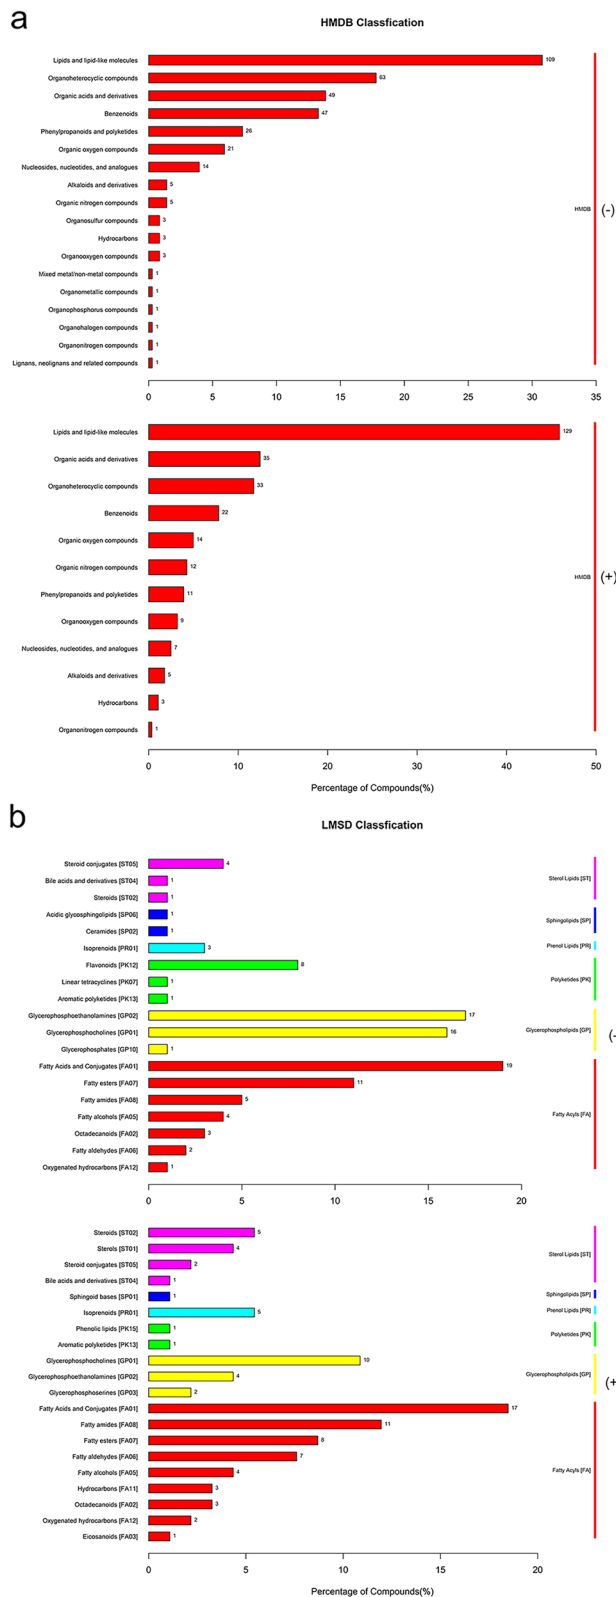 a
HMDB Classfication
Lipids and lipid-like molecules 109
Organoheterocyclic compounds 63
Organic acids and derivatives 49
Benzenoids 47
Phenylpropanoids and polyketides 26
Organic oxygen compounds 21
Nucleosides, nucleotides, and analogues 14
Alkaloids and derivatives 5
Organic nitrogen compounds 5
Organosulfur compounds 3
HMDB (-)
Hydrocarbons 3
Organooxygen compounds 3
Mixed metal/non-metal compounds 1
Organometallic compounds 1
Organophosphorus compounds 1
Organohalogen compounds 1
Organonitrogen compounds 1
Lignans, neolignans and related compounds 1
0 5 10 15 20 25 30 35
Lipids and lipid-like molecules 129
Organic acids and derivatives 35
Organoheterocyclic compounds 33
Benzenoids 22
Organic oxygen compounds 14
Organic nitrogen compounds 12
HMDB (+)
Phenylpropanoids and polyketides 11
Organooxygen compounds 9
Nucleosides, nucleotides, and analogues 7
Alkaloids and derivatives 5
Hydrocarbons 3
Organonitrogen compounds 1
0 10 20 30 40 50
Percentage of Compounds(%)
b
LMSD Classfication
Steroid conjugates [ST05] 4
Bile acids and derivatives [ST04] 1 Sterol Lipids [ST]
Steroids [ST02] 1
Acidic glycosphingolipids [SP06] 1
Sphingolipids [SP]
Ceramides [SP02] 1
Isoprenoids [PR01] 3 Prenol Lipids [PR]
Flavonoids [PK12] 8
Linear tetracyclines [PK07] 1 Polyketides [PK]
Aromatic polyketides [PK13] 1
Glycerophosphoethanolamines [GP02] 17
Glycerophosphocholines [GP01] 16 Glycerophospholipids [GP]
Glycerophosphates [GP10] 1
Fatty Acids and Conjugates [FA01] 19
Fatty esters [FA07] 11
Fatty amides [FA08] 5
Fatty alcohols [FA05] 4 Fatty Acyls [FA]
Octadecanoids [FA02] 3
Fatty aldehydes [FA06] 2
Oxygenated hydrocarbons [FA12] 1
0 5 10 15 20
Steroids [ST02] 5
Sterols [ST01] 4
Sterol Lipids [ST]
Steroid conjugates [ST05] 2
Bile acids and derivatives [ST04] 1
Sphingoid bases [SP01] 1 Sphingolipids [SP]
Isoprenoids [PR01] 5 Prenol Lipids [PR]
Phenolic lipids [PK15] 1
Polyketides [PK]
Aromatic polyketides [PK13] 1
Glycerophosphocholines [GP01] 10
Glycerophosphoethanolamines [GP02] 4 Glycerophospholipids [GP]
(+
Glycerophosphoserines [GP03] 2
Fatty Acids and Conjugates [FA01] 17
Fatty amides [FA08] 11
Fatty esters [FA07] 8
Fatty aldehydes [FA06] 7
Fatty alcohols [FA05] 4 Fatty Acyls [FA]
Hydrocarbons [FA11] 3
Octadecanoids [FA02] 3
Oxygenated hydrocarbons [FA12] 2
Eicosanoids [FA03] 1
0 5 10 15 20
Percentage of Compounds(%)